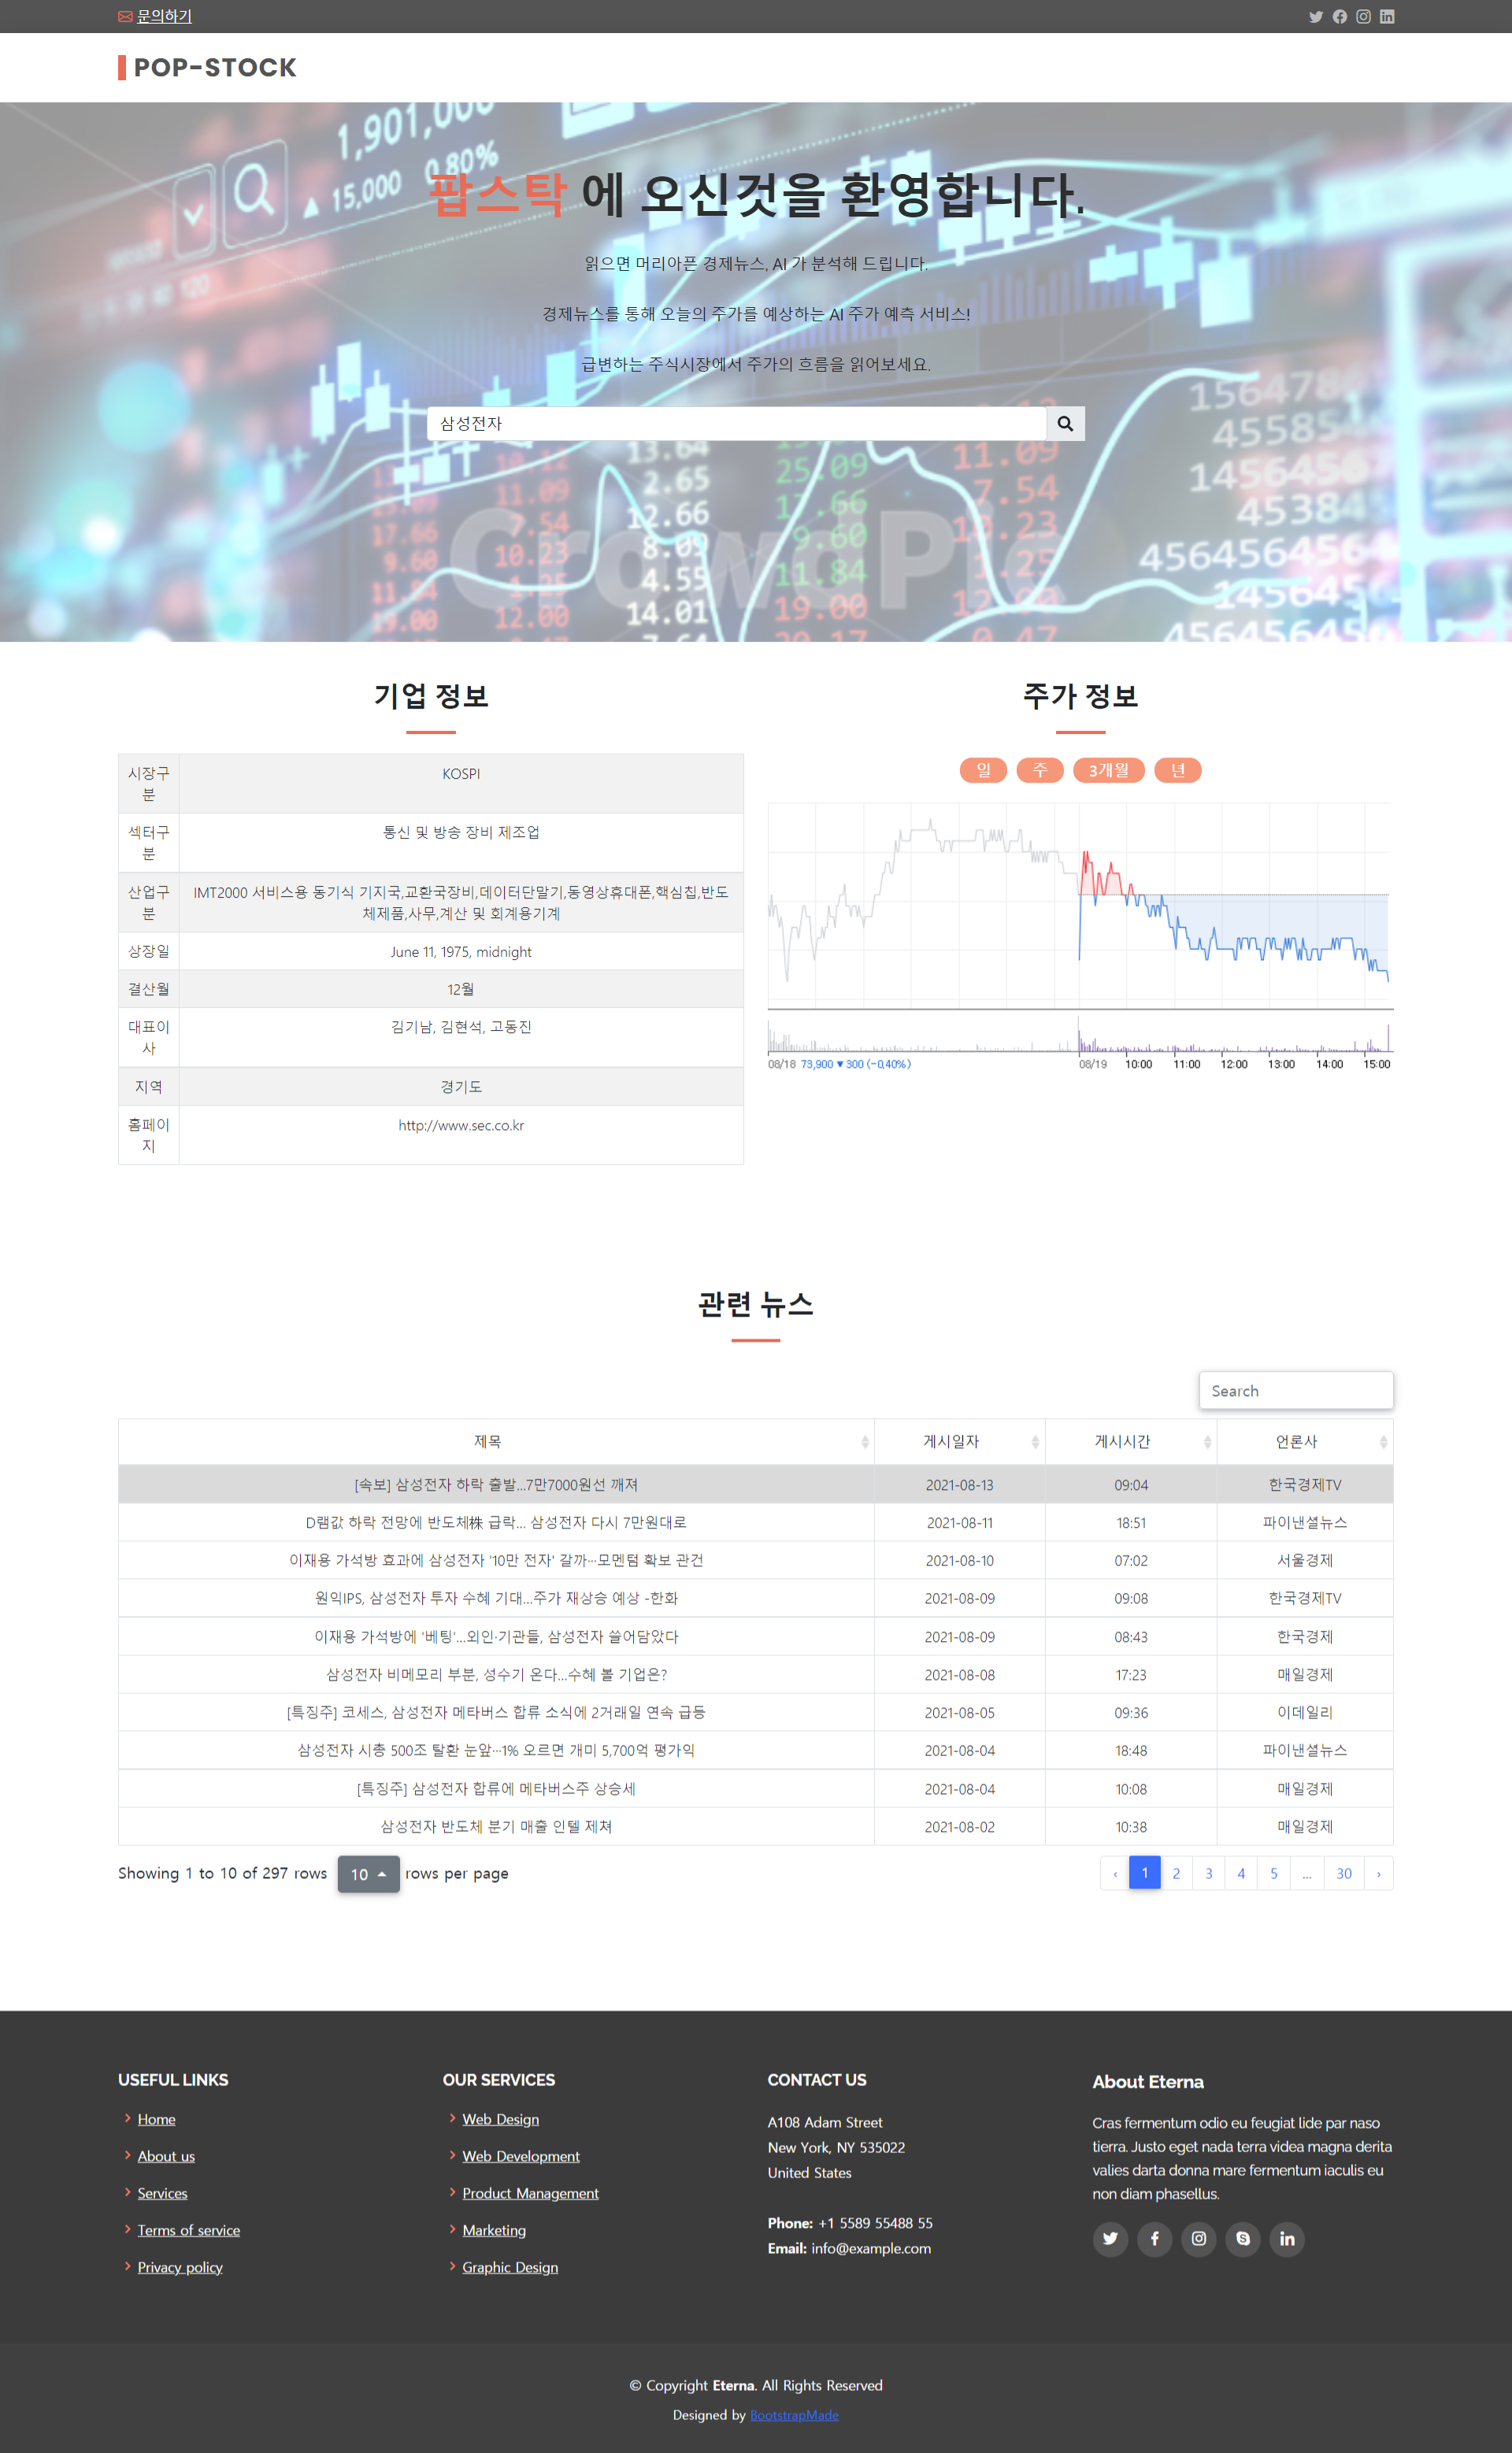 문의하기
POP-STOCK
1,901,000
15,000 0.80%
팝스탁 에 오신것을 환영합니다.
읽으면 머리아픈 경제뉴스, AI 가 분석해 드립니다.
경제뉴스를 통해 오늘의 주가를 예상하는 AI 주가 예측 서비스!
급변하는 주식시장에서 주가의 흐름을 읽어보세요.
삼성전자
기업 정보
시장구분 KOSPI
섹터구분 통신 및 방송 장비 제조업
산업구분 IMT2000 서비스용 동기식 기지국,교환국장비,데이터단말기,동영상휴대폰,핵심칩,반도
체제품,사무,계산 및 회계용기계
상장일 June 11, 1975, midnight
결산월 12월
대표이사 김기남, 김현석, 고동진
지역 경기도
홈페이지 http://www.sec.co.kr
주가 정보
일 주 3개월 년
08/18 73,900 ▼ 300 (-0.40%) 08/19 10:00 11:00 12:00 13:00 14:00 15:00
관련 뉴스
Search
제목 게시일자 게시시간 언론사
[속보] 삼성전자 하락 출발...7만7000원선 깨져 2021-08-13 09:04 한국경제TV
D램값 하락 전망에 반도체株 급락... 삼성전자 다시 7만원대로 2021-08-11 18:51 파이낸셜뉴스
이재용 가석방 효과에 삼성전자 '10만 전자' 갈까…모멘텀 확보 관건 2021-08-10 07:02 서울경제
원익IPS, 삼성전자 투자 수혜 기대...주가 재상승 예상 -한화 2021-08-09 09:08 한국경제TV
이재용 가석방에 '베팅'...외인·기관들, 삼성전자 쓸어담았다 2021-08-09 08:43 한국경제
삼성전자 비메모리 부분, 성수기 온다...수혜 볼 기업은? 2021-08-08 17:23 매일경제
[특징주] 코세스, 삼성전자 메타버스 합류 소식에 2거래일 연속 급등 2021-08-05 09:36 이데일리
삼성전자 시총 500조 탈환 눈앞…1% 오르면 개미 5,700억 평가익 2021-08-04 18:48 파이낸셜뉴스
[특징주] 삼성전자 합류에 메타버스주 상승세 2021-08-04 10:08 매일경제
삼성전자 반도체 분기 매출 인텔 제쳐 2021-08-02 10:38 매일경제
Showing 1 to 10 of 297 rows 10 rows per page
‹ 1 2 3 4 5 ... 30 ›
USEFUL LINKS
Home
About us
Services
Terms of service
Privacy policy
OUR SERVICES
Web Design
Web Development
Product Management
Marketing
Graphic Design
CONTACT US
A108 Adam Street
New York, NY 535022
United States
Phone: +1 5589 55488 55
Email: info@example.com
About Eterna
Cras fermentum odio eu feugiat lide par naso
tierra. Justo eget nada terra videa magna derita
valies darta donna mare fermentum iaculis eu
non diam phasellus.
© Copyright Eterna. All Rights Reserved
Designed by BootstrapMade